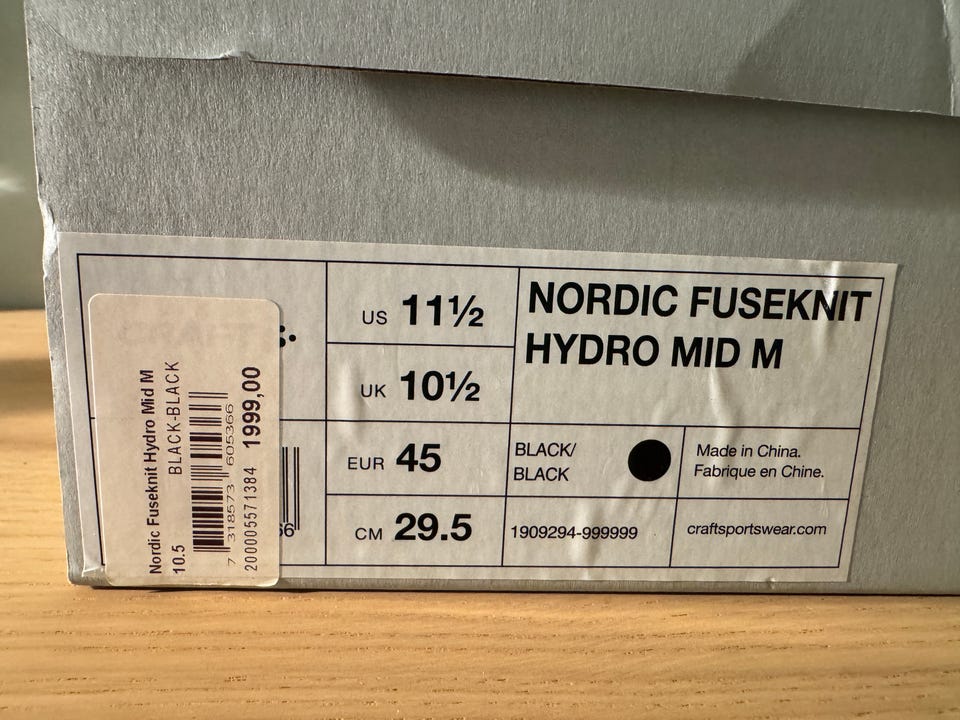 US 11½
UK 10½
EUR 45
CM 29.5
NORDIC FUSEKNIT
HYDRO MID M
BLACK/
BLACK
Made in China.
Fabrique en Chine.
1909294-999999
craftsportswear.com
Nordic Fuseknit Hydro Mid M
10.5 BLACK-BLACK
7 318573 605366
200005571384 1999,00
66